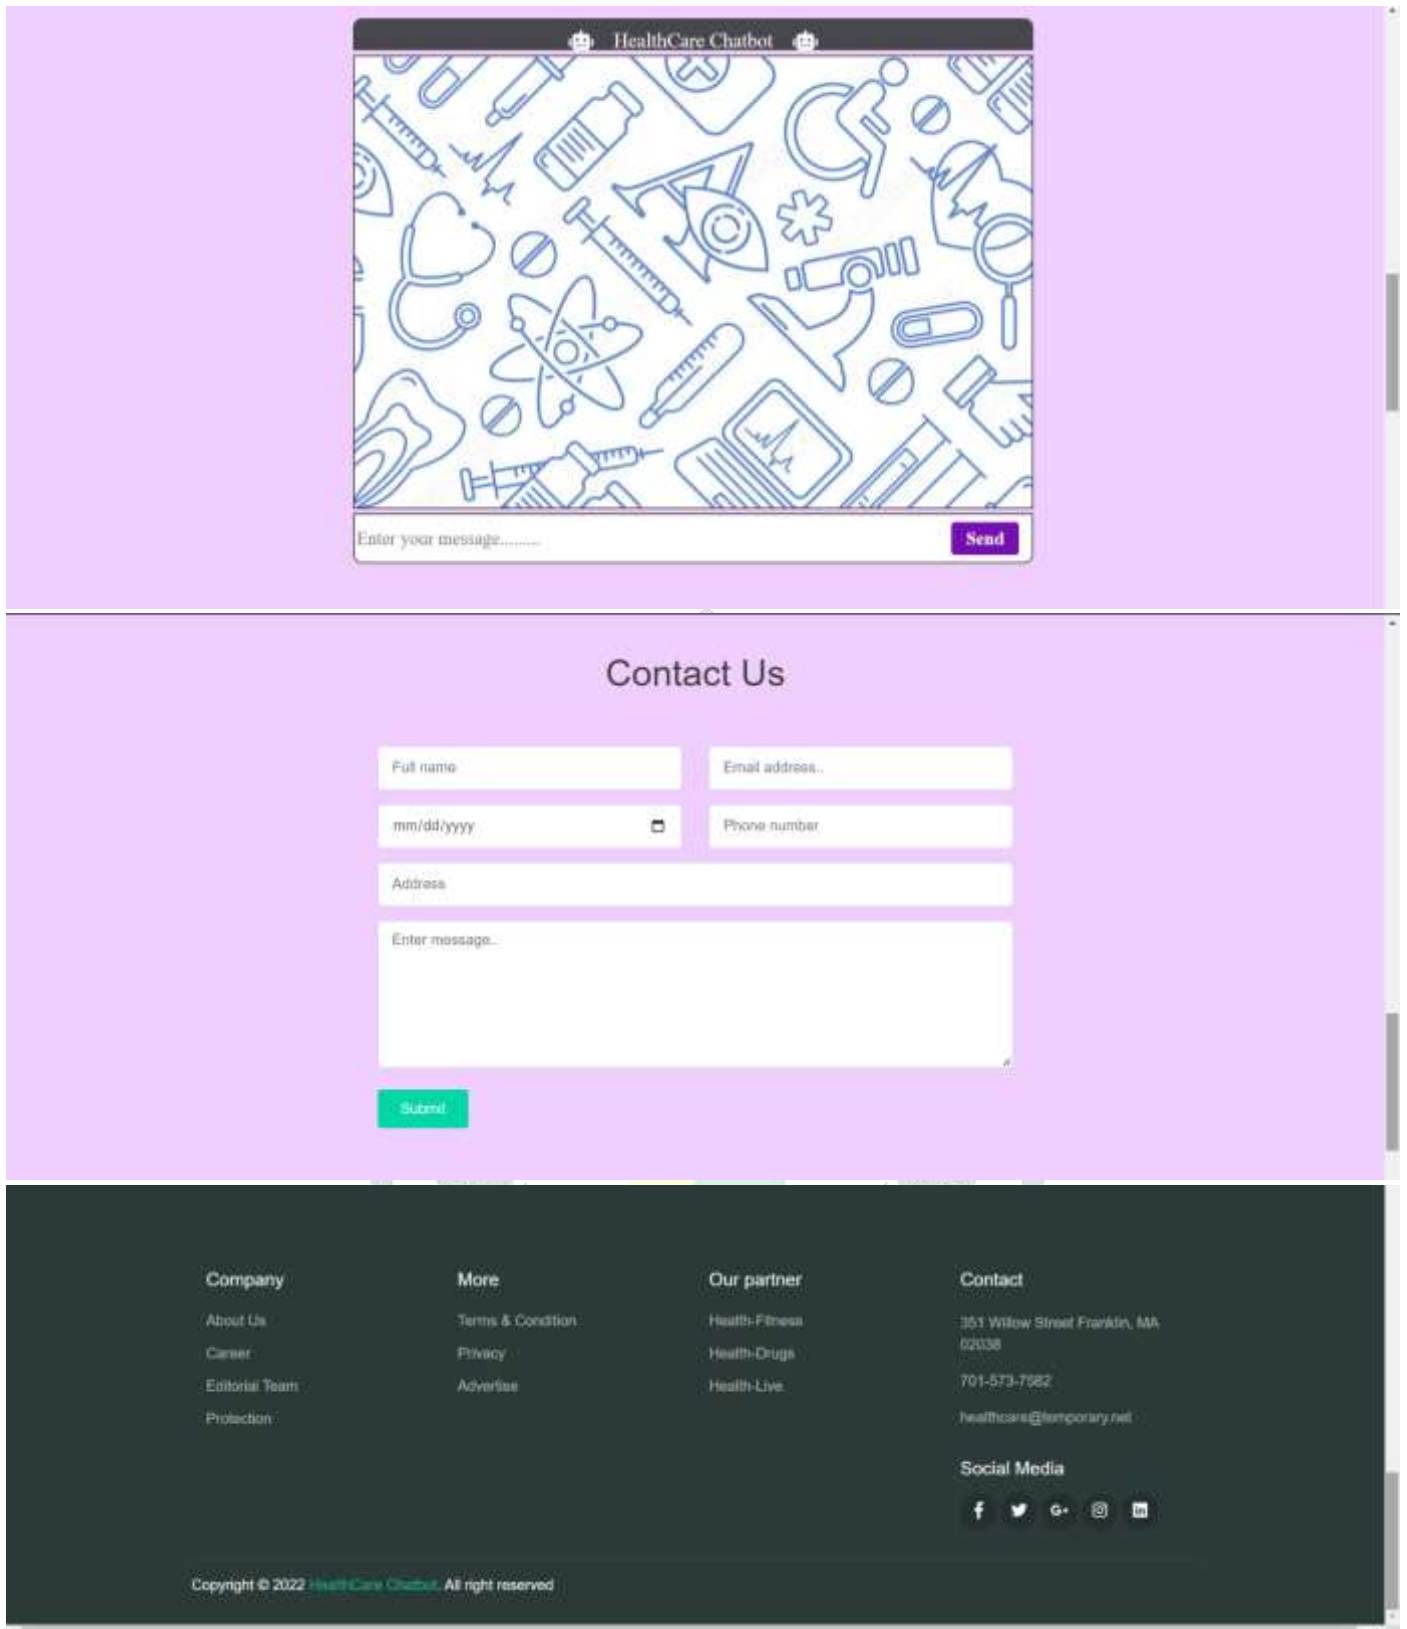 HealthCare Chatbot
Enter your message.........
Send
Contact Us
Full name
Email address..
mm/dd/yyyy
Phone number
Address
Enter message..
Submit
Company
About Us
Career
Editorial Team
Protection
More
Terms & Condition
Privacy
Advertise
Our partner
Health-Fitness
Health-Drugs
Health-Live
Contact
351 Willow Street Franklin, MA
02038
701-573-7582
healthcare@temporary.net
Social Media
Copyright © 2022 HealthCare Chatbot. All right reserved